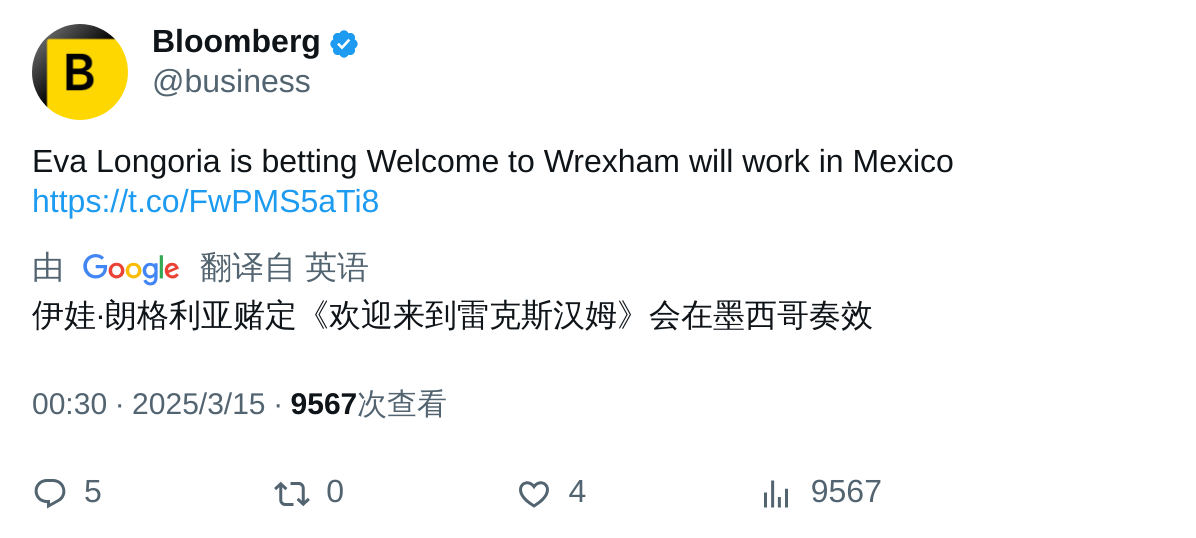 B
Bloomberg
@business
Eva Longoria is betting Welcome to Wrexham will work in Mexico
https://t.co/FwPMS5aTi8
由 Google 翻译自 英语
伊娃·朗格利亚赌定《欢迎来到雷克斯汉姆》会在墨西哥奏效
00:30 · 2025/3/15 · 9567次查看
5 0 4 9567